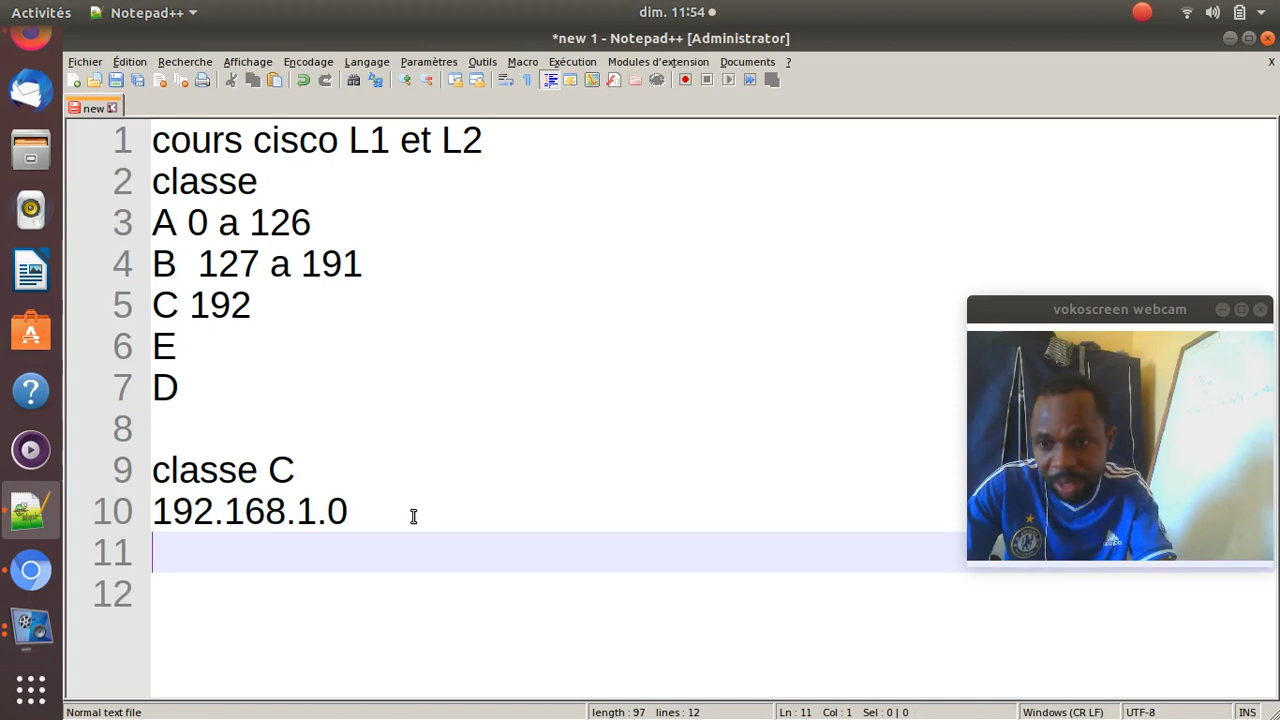 Activités Notepad++ dim. 11:54
*new 1 - Notepad++ [Administrator]
Fichier Édition Recherche Affichage Encodage Langage Paramètres Outils Macro Exécution Modules d'extension Documents ? X
new
1 cours cisco L1 et L2
2 classe
3 A 0 a 126
4 B 127 a 191
5 C 192
6 E
7 D
8
9 classe C
10 192.168.1.0
11
12
vokoscreen webcam
adidas
Normal text file length : 97 lines : 12 Ln : 11 Col : 1 Sel : 0 | 0 Windows (CR LF) UTF-8 INS